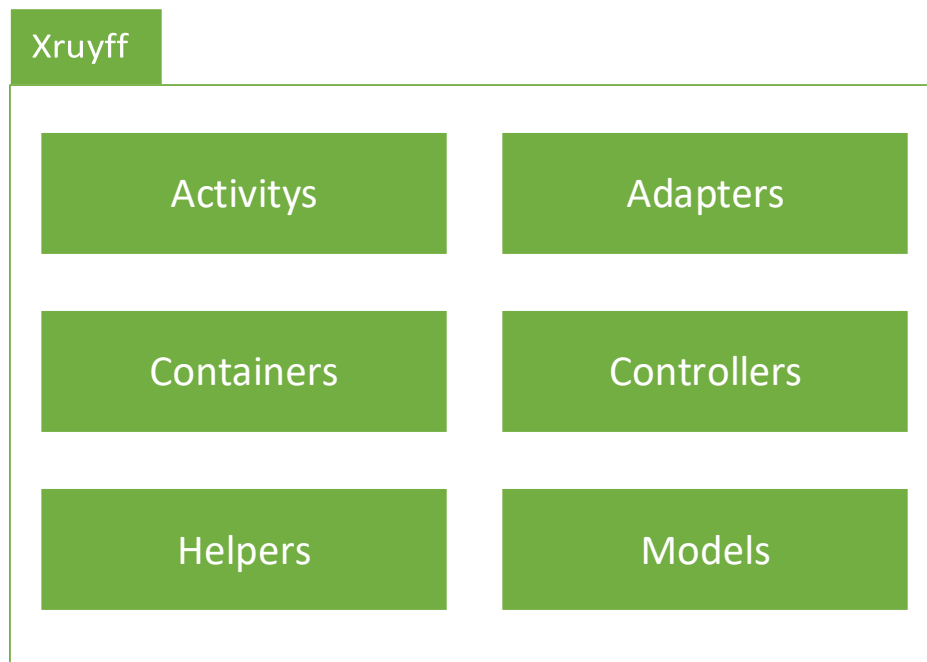 Xruyff
Activitys
Adapters
Containers
Controllers
Helpers
Models